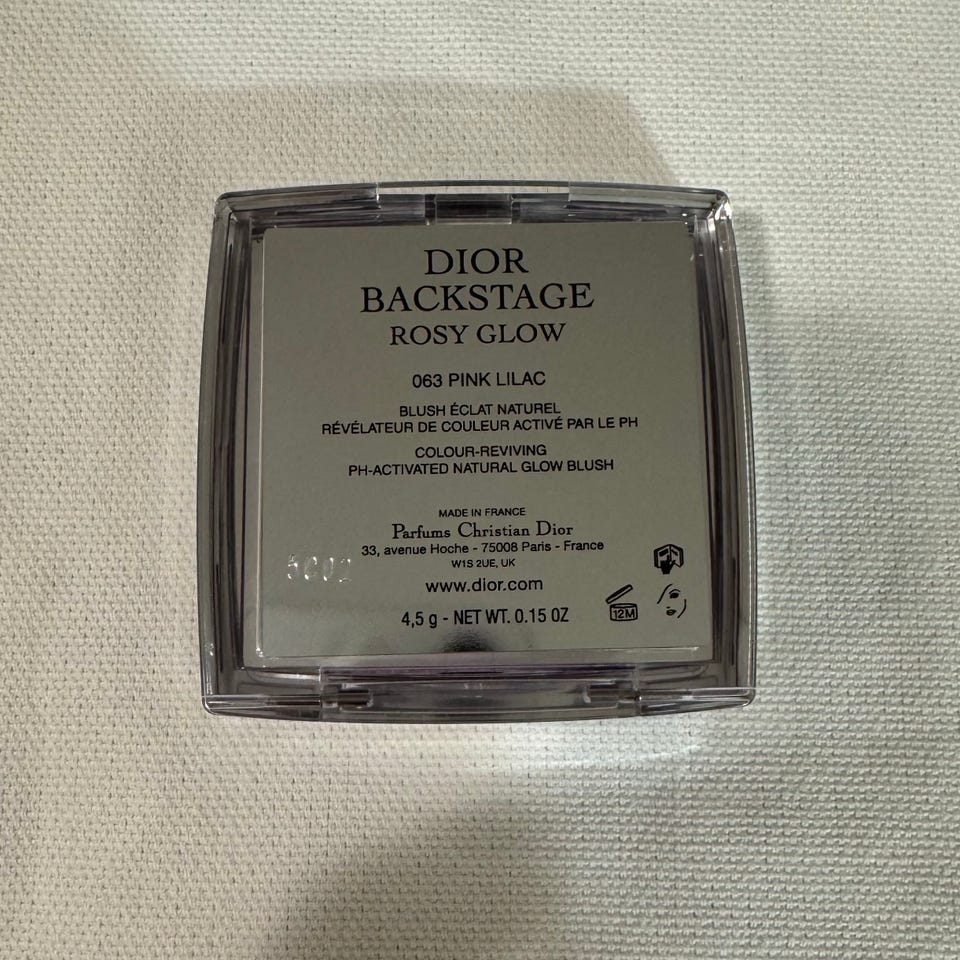 DIOR
BACKSTAGE
ROSY GLOW
063 PINK LILAC
BLUSH ÉCLAT NATUREL
RÉVÉLATEUR DE COULEUR ACTIVÉ PAR LE PH
COLOUR-REVIVING
PH-ACTIVATED NATURAL GLOW BLUSH
MADE IN FRANCE
Parfums Christian Dior
33, avenue Hoche - 75008 Paris - France
W1S 2UE, UK
www.dior.com
4,5 g - NET WT. 0.15 OZ
12M